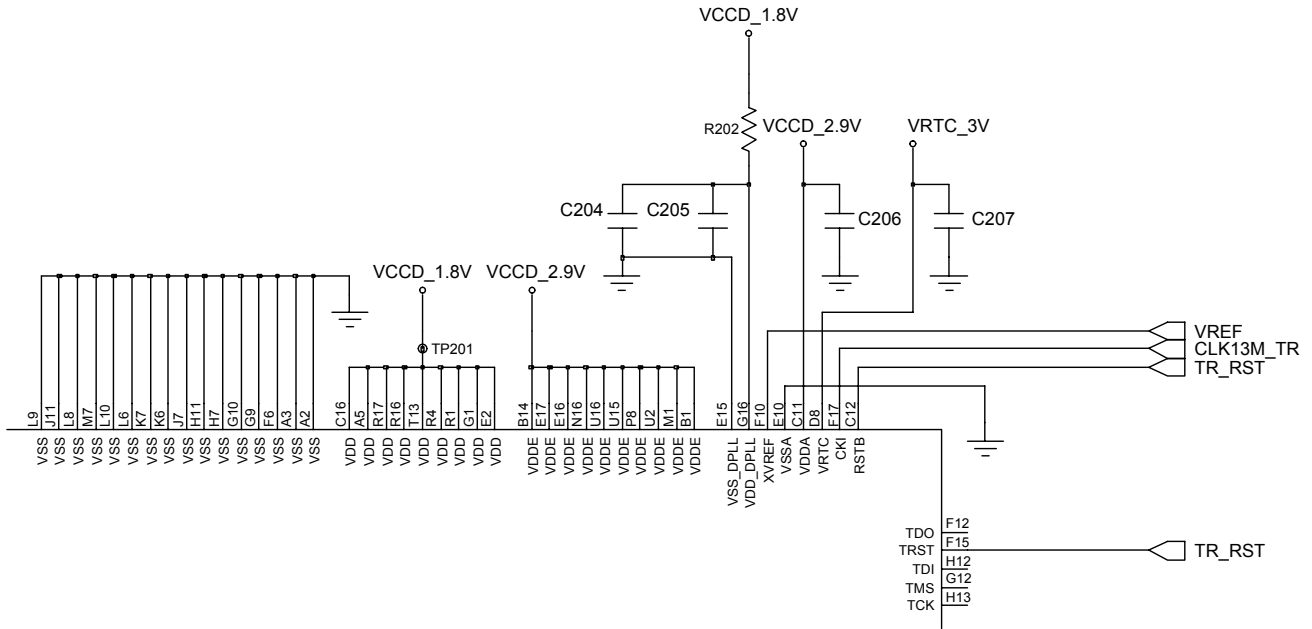 VCCD_1.8V
R202
VCCD_2.9V
VRTC_3V
C204
C205
C206
C207
VCCD_1.8V
VCCD_2.9V
TP201
VREF
CLK13M_TR
TR_RST
L9 J11 L8 M7 L10 L6 K7 K6 J7 H11 H7 G10 G9 F6 A3 A2
C16 A5 R17 R16 T13 R4 R1 G1 E2
B14 E17 E16 N16 U16 U15 P8 U2 M1 B1
E15 G16 F10 E10 C11 D8 F17 C12
VSS VSS VSS VSS VSS VSS VSS VSS VSS VSS VSS VSS VSS VSS VSS VSS
VDD VDD VDD VDD VDD VDD VDD VDD VDD
VDDE VDDE VDDE VDDE VDDE VDDE VDDE VDDE VDDE VDDE
VSS_DPLL VDD_DPLL XVREF VSSA VDDA VRTC CKI RSTB
TDO F12
TRST F15
TR_RST
TDI H12
TMS G12
TCK H13